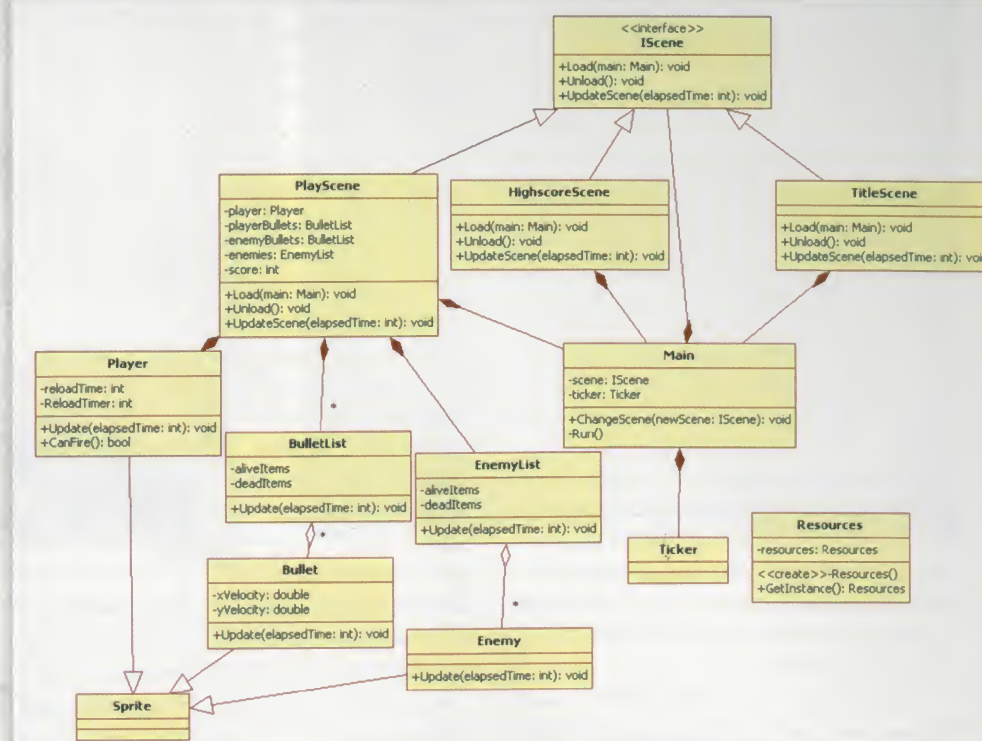 <<interface>>
IScene
+Load(main: Main): void
+Unload(): void
+UpdateScene(elapsedTime: int): void
PlayScene
-player: Player
-playerBullets: BulletList
-enemyBullets: BulletList
-enemies: EnemyList
-score: int
+Load(main: Main): void
+Unload(): void
+UpdateScene(elapsedTime: int): void
HighscoreScene
+Load(main: Main): void
+Unload(): void
+UpdateScene(elapsedTime: int): void
TitleScene
+Load(main: Main): void
+Unload(): void
+UpdateScene(elapsedTime: int): voi
Player
-reloadTime: int
-ReloadTimer: int
+Update(elapsedTime: int): void
+CanFire(): bool
Main
-scene: IScene
-ticker: Ticker
+ChangeScene(newScene: IScene): void
-Run()
*
BulletList
-aliveItems
-deadItems
+Update(elapsedTime: int): void
*
EnemyList
-aliveItems
-deadItems
+Update(elapsedTime: int): void
*
Ticker
Resources
-resources: Resources
<<create>>-Resources()
+GetInstance(): Resources
Bullet
-xVelocity: double
-yVelocity: double
+Update(elapsedTime: int): void
Enemy
+Update(elapsedTime: int): void
Sprite